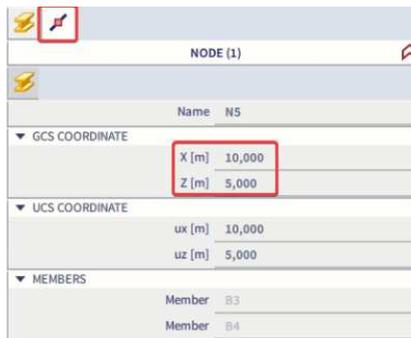 NODE (1)
Name N5
GCS COORDINATE
X [m] 10,000
Z [m] 5,000
UCS COORDINATE
ux [m] 10,000
uz [m] 5,000
MEMBERS
Member B3
Member B4